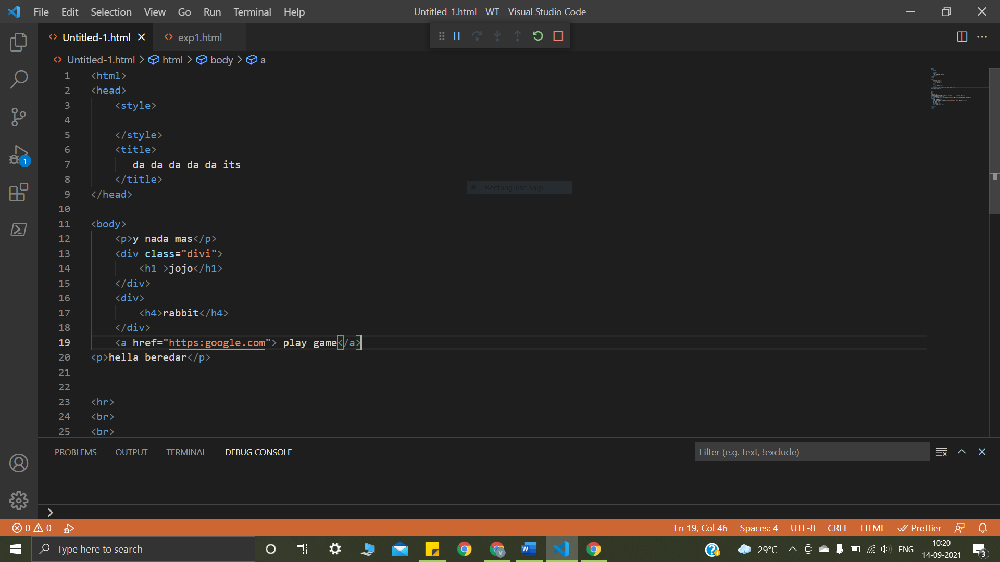 File Edit Selection View Go Run Terminal Help
Untitled-1.html - WT - Visual Studio Code
Untitled-1.html exp1.html
Untitled-1.html > html > body > a
1 <html>
2 <head>
3 <style>
4
5 </style>
6 <title>
7 da da da da da its
8 </title>
9 </head>
10
11 <body>
12 <p>y nada mas</p>
13 <div class="divi">
14 <h1 >jojo</h1>
15 </div>
16 <div>
17 <h4>rabbit</h4>
18 </div>
19 <a href="https:google.com"> play game</a>
20 <p>hella beredar</p>
21
22
23 <hr>
24 <br>
25 <br>
Rectangular Snip
1
PROBLEMS OUTPUT TERMINAL DEBUG CONSOLE
Filter (e.g. text, !exclude)
0 0
Ln 19, Col 46 Spaces: 4 UTF-8 CRLF HTML Prettier
Type here to search
29°C ENG
10:20
14-09-2021
3